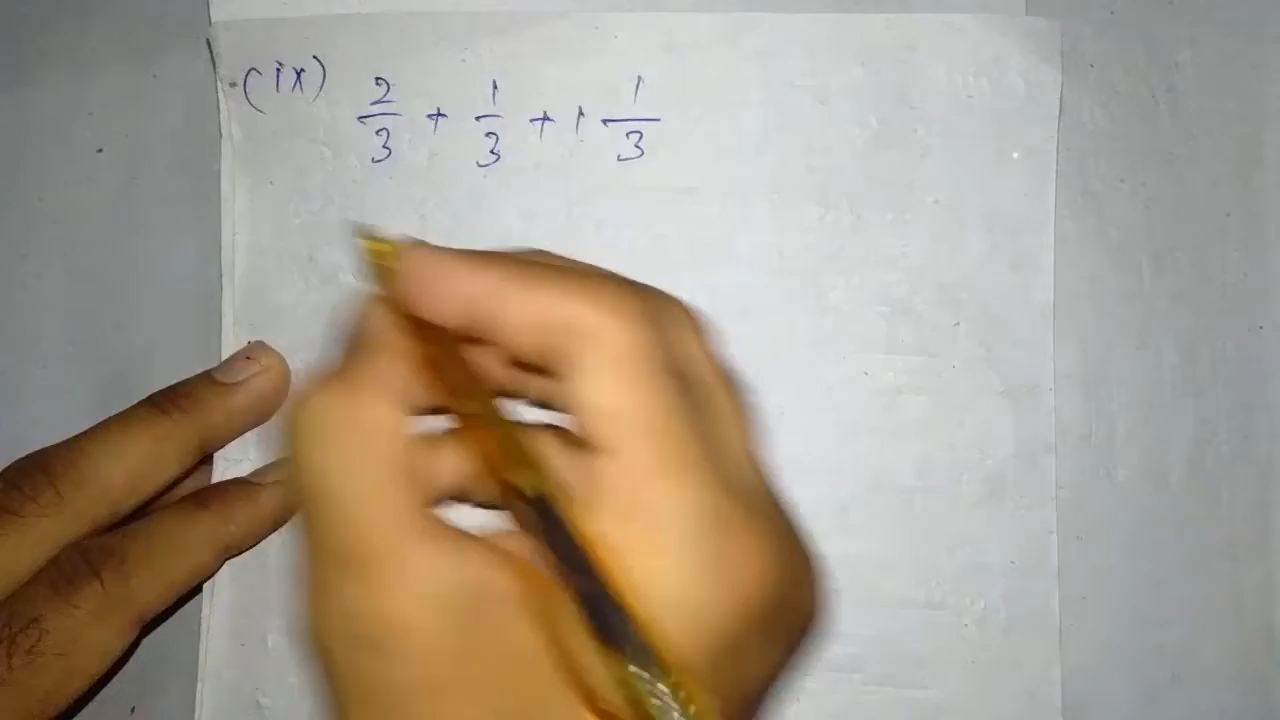 (ix) 2/3 + 1/3 + 1 1/3